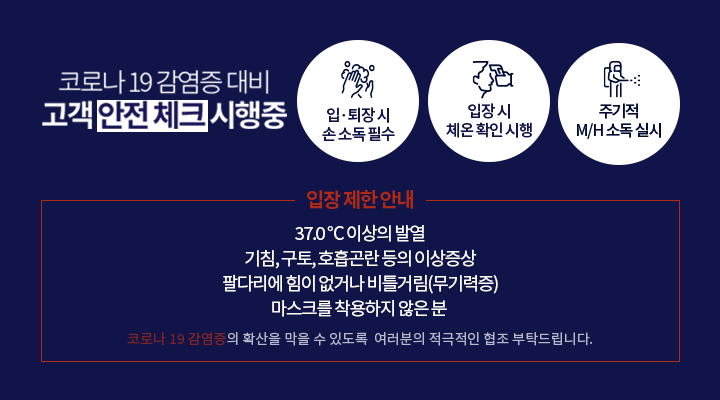 코로나 19 감염증 대비
고객 안전 체크 시행중
입·퇴장 시
손 소독 필수
입장 시
체온 확인 시행
주기적
M/H 소독 실시
입장 제한 안내
37.0 ℃ 이상의 발열
기침, 구토, 호흡곤란 등의 이상증상
팔다리에 힘이 없거나 비틀거림(무기력증)
마스크를 착용하지 않은 분
코로나 19 감염증의 확산을 막을 수 있도록 여러분의 적극적인 협조 부탁드립니다.